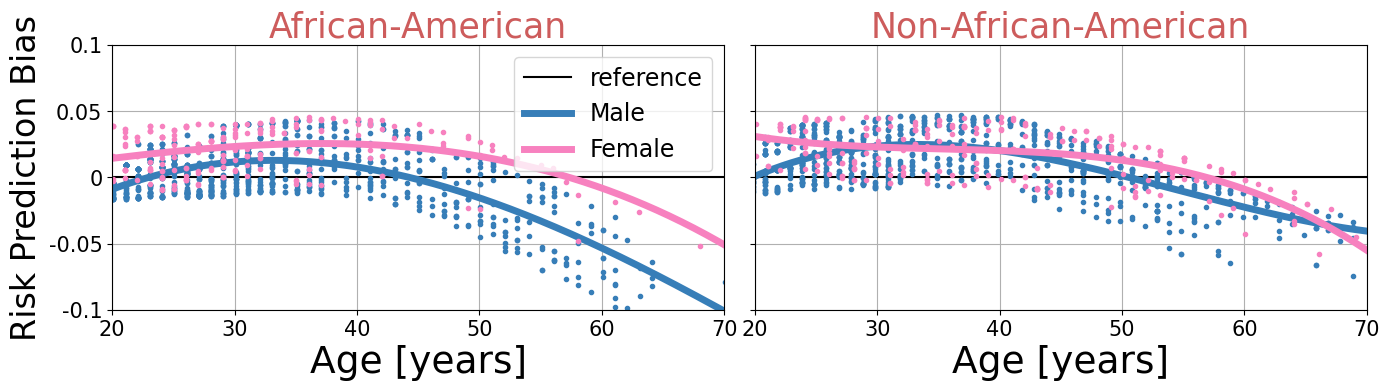 African-American
Non-African-American
Risk Prediction Bias
0.1
0.05
0
-0.05
-0.1
reference
Male
Female
20
30
40
50
60
70
20
30
40
50
60
70
Age [years]
Age [years]